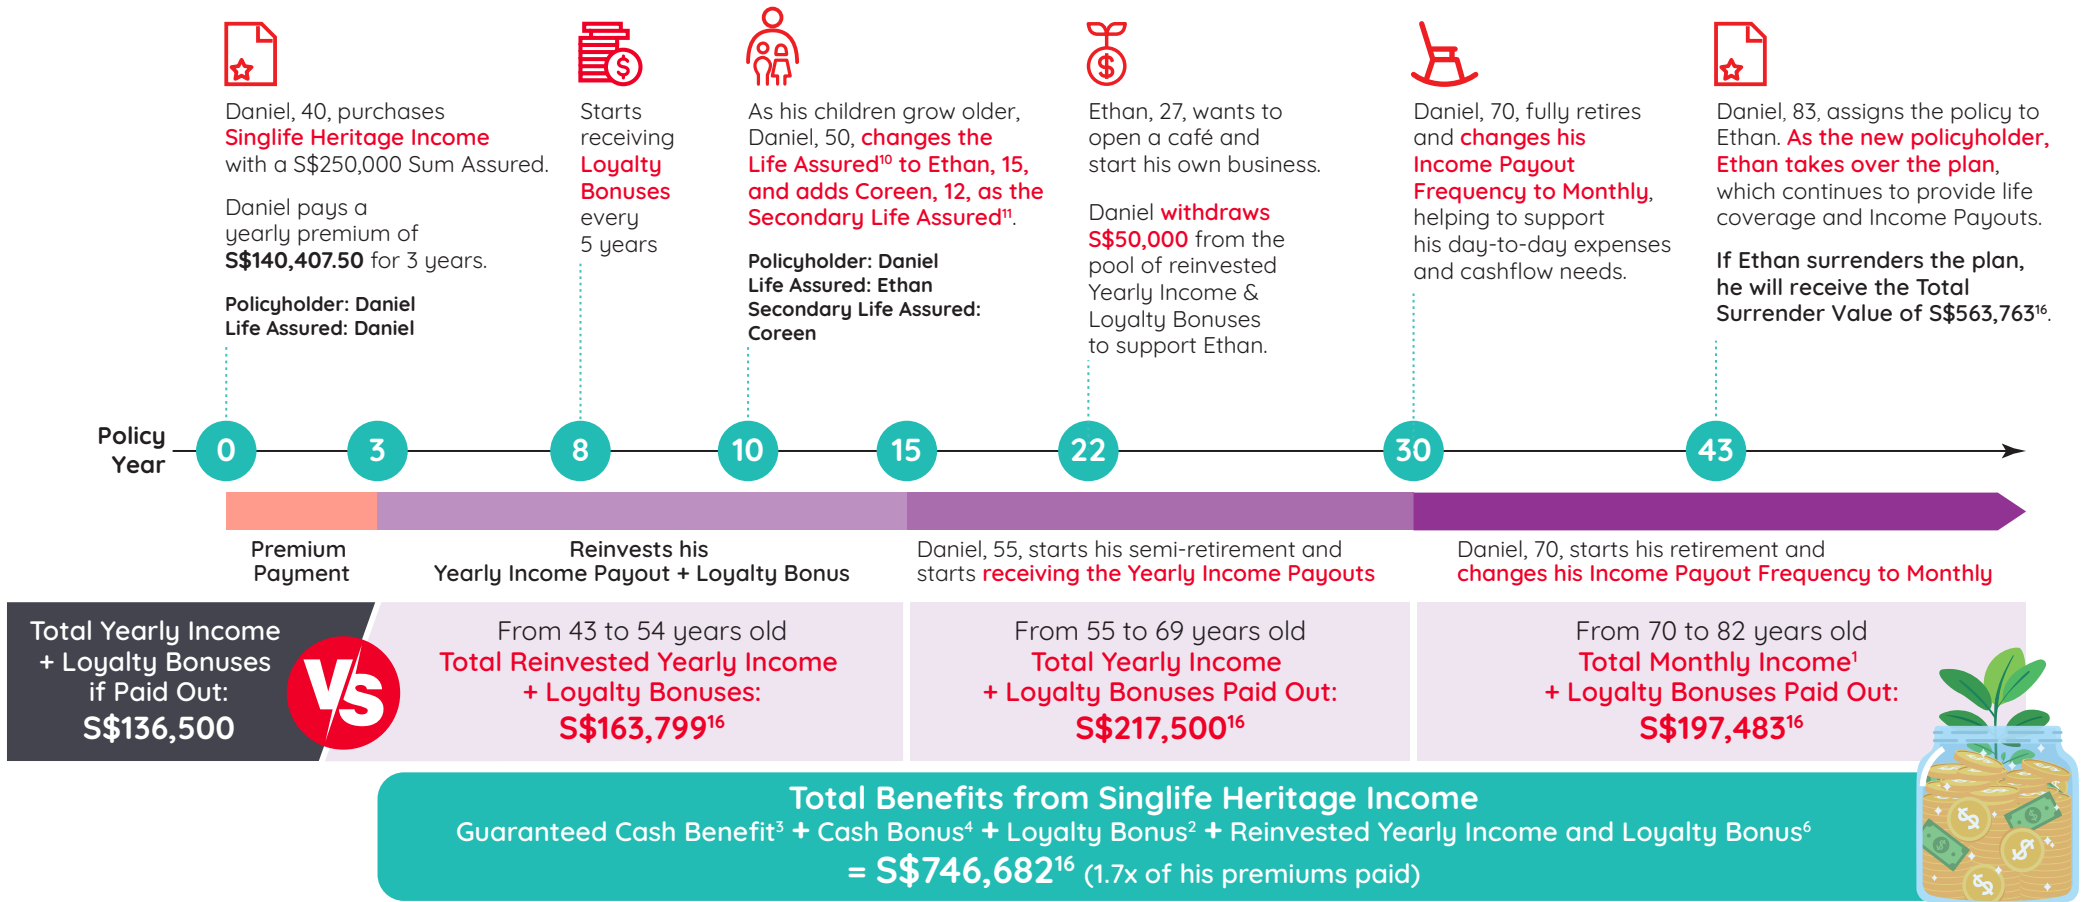 Daniel, 40, purchases
Singlife Heritage Income
with a S$250,000 Sum Assured.
Daniel pays a
yearly premium of
S$140,407.50 for 3 years.
Policyholder: Daniel
Life Assured: Daniel
Starts
receiving
Loyalty
Bonuses
every
5 years
As his children grow older,
Daniel, 50, changes the
Life Assured¹⁰ to Ethan, 15,
and adds Coreen, 12, as the
Secondary Life Assured¹¹.
Policyholder: Daniel
Life Assured: Ethan
Secondary Life Assured:
Coreen
Ethan, 27, wants to
open a café and
start his own business.
Daniel withdraws
S$50,000 from the
pool of reinvested
Yearly Income &
Loyalty Bonuses
to support Ethan.
Daniel, 70, fully retires
and changes his
Income Payout
Frequency to Monthly,
helping to support
his day-to-day expenses
and cashflow needs.
Daniel, 83, assigns the policy to
Ethan. As the new policyholder,
Ethan takes over the plan,
which continues to provide life
coverage and Income Payouts.
If Ethan surrenders the plan,
he will receive the Total
Surrender Value of S$563,763¹⁶.
Policy
Year
0
3
8
10
15
22
30
43
Premium
Payment
Reinvests his
Yearly Income Payout + Loyalty Bonus
Daniel, 55, starts his semi-retirement and
starts receiving the Yearly Income Payouts
Daniel, 70, starts his retirement and
changes his Income Payout Frequency to Monthly
Total Yearly Income
+ Loyalty Bonuses
if Paid Out:
S$136,500
VS
From 43 to 54 years old
Total Reinvested Yearly Income
+ Loyalty Bonuses:
S$163,799¹⁶
From 55 to 69 years old
Total Yearly Income
+ Loyalty Bonuses Paid Out:
S$217,500¹⁶
From 70 to 82 years old
Total Monthly Income¹
+ Loyalty Bonuses Paid Out:
S$197,483¹⁶
Total Benefits from Singlife Heritage Income
Guaranteed Cash Benefit³ + Cash Bonus⁴ + Loyalty Bonus² + Reinvested Yearly Income and Loyalty Bonus⁶
= S$746,682¹⁶ (1.7x of his premiums paid)